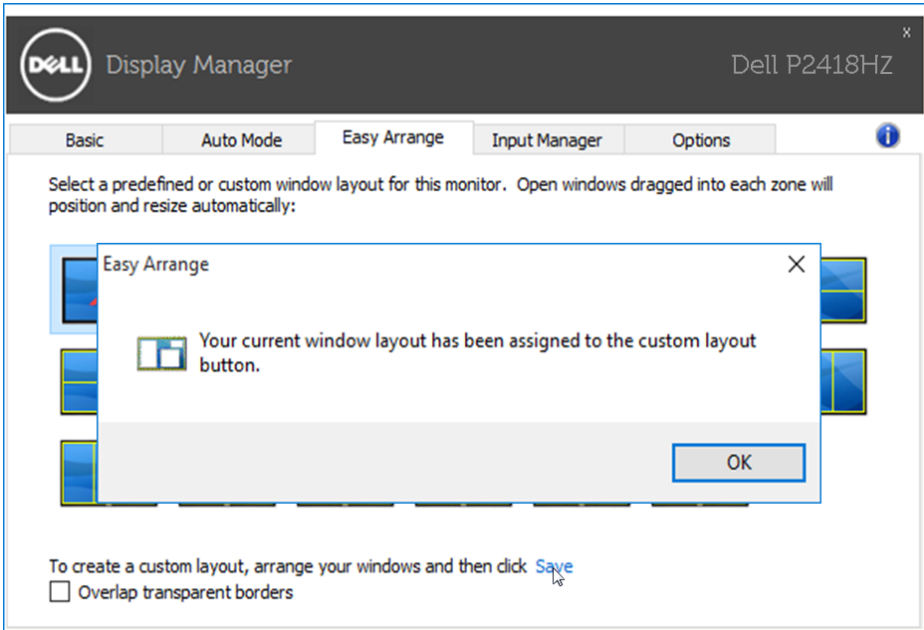 x
DELL Display Manager Dell P2418HZ
Basic Auto Mode Easy Arrange Input Manager Options i
Select a predefined or custom window layout for this monitor. Open windows dragged into each zone will
position and resize automatically:
Easy Arrange
Your current window layout has been assigned to the custom layout
button.
OK
To create a custom layout, arrange your windows and then click Save
Overlap transparent borders